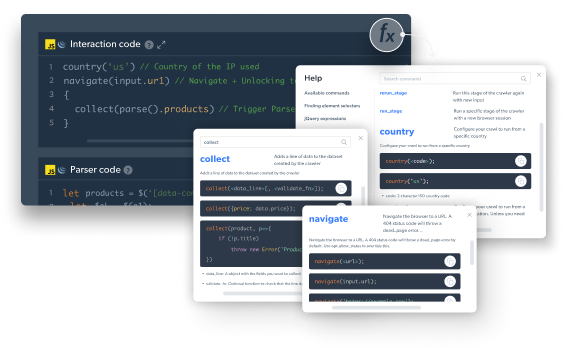 fx
JS Interaction code ?
1 country('us') // Country of the IP used
2 navigate(input.url) // Navigate + Unlocking
3 {
4 collect(parse().products) // Trigger Parse
5 }
JS Parser code ?
1 let products = $('[data-com
Help
Available commands
Finding element selectors
jQuery expressions
Search command
rerun_stage
Run this stage of the crawler again
with new input
run_stage
Run a specific stage of the crawler
with a new browser session
country
Configure your crawl to run from a
specific country
Configure your crawl to run from a specific country
country(<code>);
country("us");
• code: 2-character ISO country code
collect
collect
Adds a line of data to the dataset
created by the crawler
Adds a line of data to the dataset created by the crawler
collect(<data_line>[, <validate_fn>]);
collect({price: data.price});
collect(product, p=>{
if (!p.title)
throw new Error('Produc
})
• data_line: A object with the fields you want to collect
• validate_fn: Optional function to check that the line d
navigate
Navigate the browser to a URL. A
404 status code will throw a
dead_page error...
Navigate the browser to a URL. A 404 status code will throw a dead_page error by
default. Use opt.allow_status to override this.
navigate(<url>);
navigate(input.url);